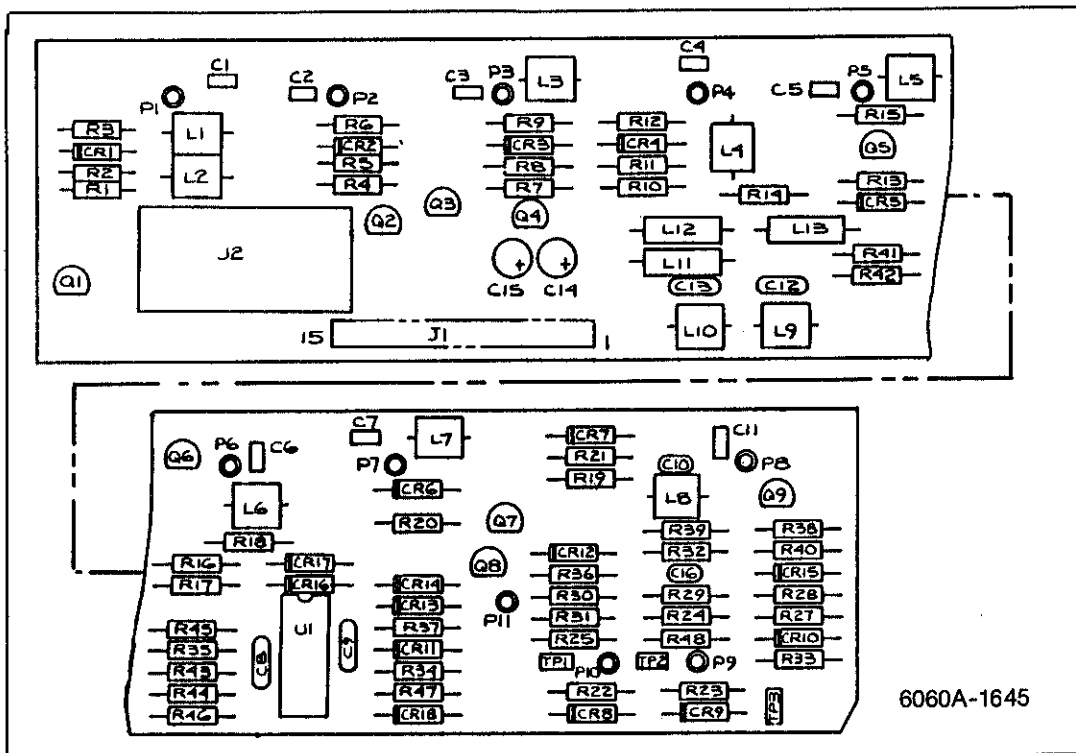 C1 C2 C3 P3 L3 C4 C5 P5 L5
P1 P2 P4
R3 L1 R6 R9 R12 R15
CR1 CR2 CR3 CR4 L4 Q5
R2 L2 R5 R8 R11
R1 R4 R7 R10 R14 R13
Q2 Q3 Q4 CR5
J2 L12 L13
Q1 L11 R41
C15 C14 C13 C12 R42
15 J1 1 L10 L9
Q6 P6 C6 C7 L7 CR7 C11
P7 R21 C10 P8
L6 CR6 R19 L8 Q9
R18 R20 Q7 R39 R38
R16 CR17 Q8 CR12 R32 R40
R17 CR16 CR14 R36 C16 CR15
U1 CR13 P11 R30 R29 R28
R45 R37 R31 R24 R27
R35 C8 C9 CR11 R25 R48 CR10
R43 R34 TP1 P10 TP2 P9 R33
R44 R47 R22 R23
R46 CR18 CR8 CR9 TP3
6060A-1645